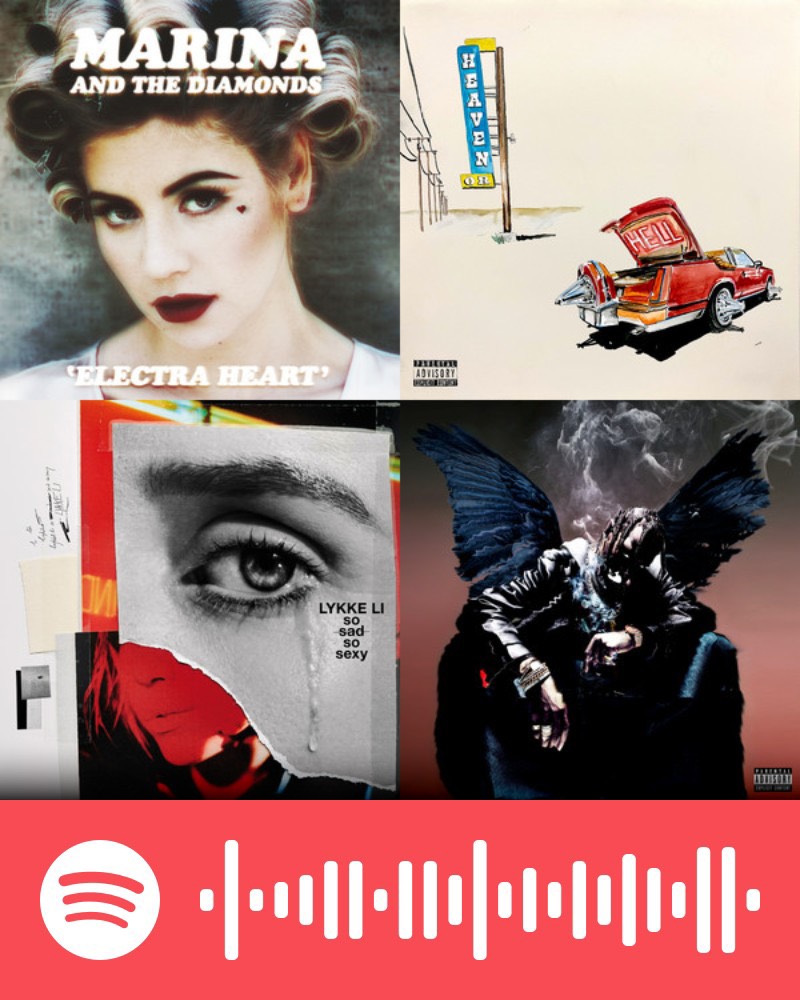 MARINA
AND THE DIAMONDS
'ELECTRA HEART'
HEAVEN
OR
HELL
PARENTAL
ADVISORY
EXPLICIT CONTENT
LYKKE LI
so
sad
so
sexy
PARENTAL
ADVISORY
EXPLICIT CONTENT